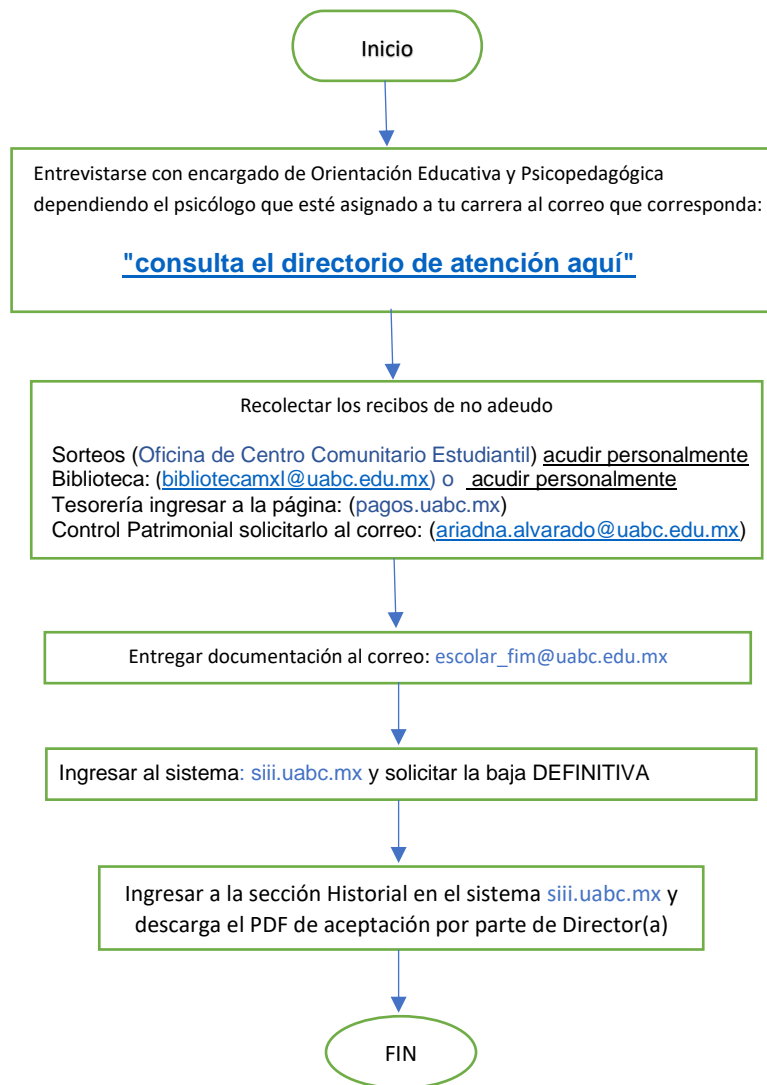 Inicio
Entrevistarse con encargado de Orientación Educativa y Psicopedagógica
dependiendo el psicólogo que esté asignado a tu carrera al correo que corresponda:
"consulta el directorio de atención aquí"
Recolectar los recibos de no adeudo
Sorteos (Oficina de Centro Comunitario Estudiantil) acudir personalmente
Biblioteca: (bibliotecamxl@uabc.edu.mx) o acudir personalmente
Tesorería ingresar a la página: (pagos.uabc.mx)
Control Patrimonial solicitarlo al correo: (ariadna.alvarado@uabc.edu.mx)
Entregar documentación al correo: escolar_fim@uabc.edu.mx
Ingresar al sistema: siii.uabc.mx y solicitar la baja DEFINITIVA
Ingresar a la sección Historial en el sistema siii.uabc.mx y
descarga el PDF de aceptación por parte de Director(a)
FIN